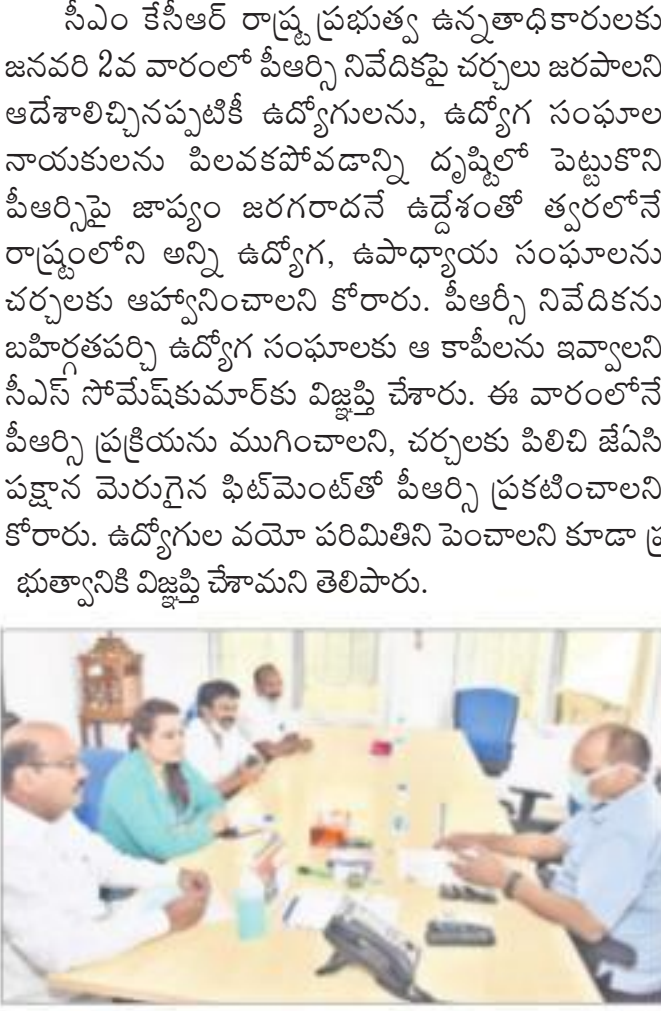 సీఎం కేసీఆర్ రాష్ట్ర ప్రభుత్వ ఉన్నతాధికారులకు
జనవరి 2వ వారంలో పీఆర్సి నివేదికపై చర్చలు జరపాలని
ఆదేశాలిచ్చినప్పటికీ ఉద్యోగులను, ఉద్యోగ సంఘాల
నాయకులను పిలవకపోవడాన్ని దృష్టిలో పెట్టుకొని
పీఆర్సిపై జాప్యం జరగరాదనే ఉద్దేశంతో త్వరలోనే
రాష్ట్రంలోని అన్ని ఉద్యోగ, ఉపాధ్యాయ సంఘాలను
చర్చలకు ఆహ్వానించాలని కోరారు. పీఆర్సీ నివేదికను
బహిర్గతపర్చి ఉద్యోగ సంఘాలకు ఆ కాపీలను ఇవ్వాలని
సీఎస్ సోమేష్‌కుమార్‌కు విజ్ఞప్తి చేశారు. ఈ వారంలోనే
పీఆర్సి ప్రక్రియను ముగించాలని, చర్చలకు పిలిచి జేఏసి
పక్షాన మెరుగైన ఫిట్‌మెంట్‌తో పీఆర్సి ప్రకటించాలని
కోరారు. ఉద్యోగుల వయో పరిమితిని పెంచాలని కూడా ప్ర
భుత్వానికి విజ్ఞప్తి చేశామని తెలిపారు.